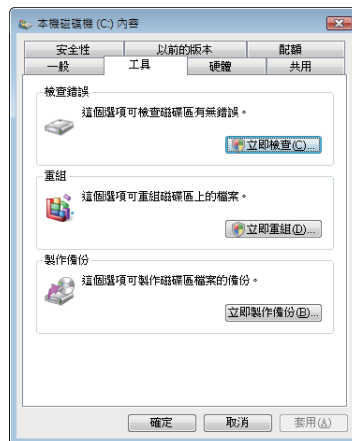 本機磁碟機 (C:) 內容
安全性 以前的版本 配額
一般 工具 硬體 共用
檢查錯誤
這個選項可檢查磁碟區有無錯誤。
立即檢查(C)...
重組
這個選項可重組磁碟區上的檔案。
立即重組(D)...
製作備份
這個選項可製作磁碟區檔案的備份。
立即製作備份(B)...
確定 取消 套用(A)